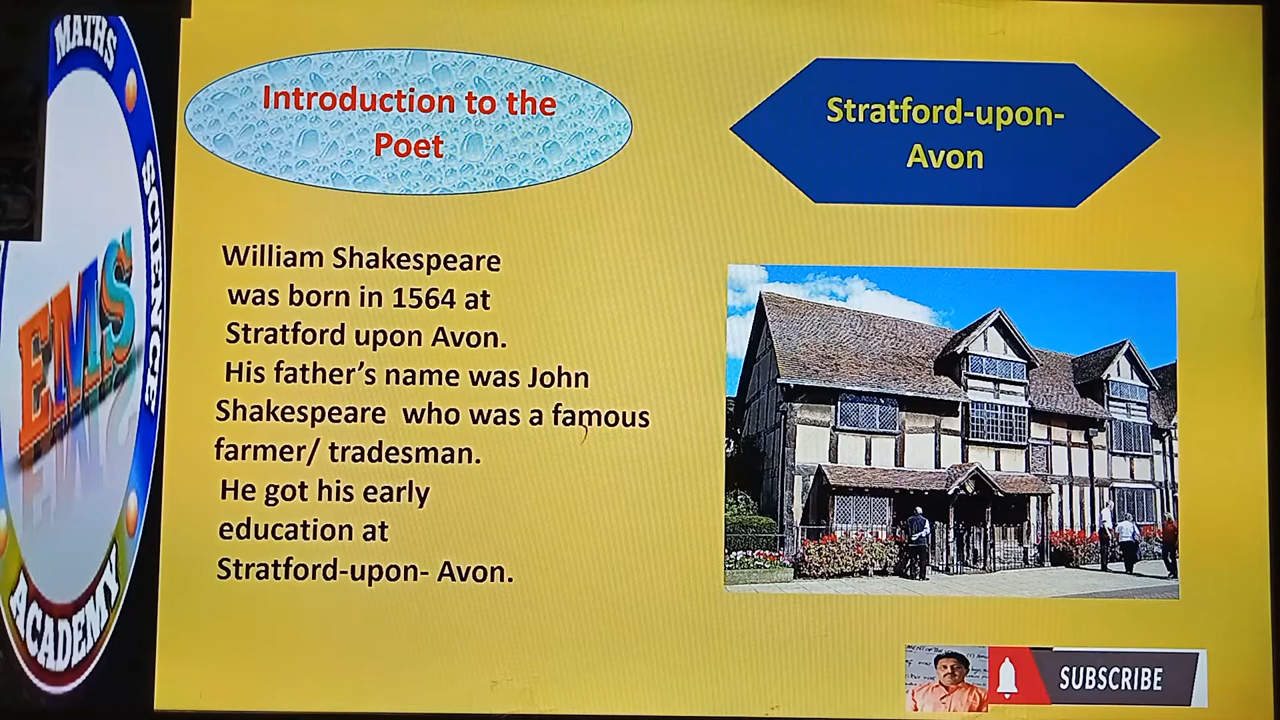 MATHS
SCIENCE
EMS
ACADEMY
Introduction to the
Poet
Stratford-upon-
Avon
William Shakespeare
was born in 1564 at
Stratford upon Avon.
His father's name was John
Shakespeare who was a famous
farmer/ tradesman.
He got his early
education at
Stratford-upon- Avon.
SUBSCRIBE